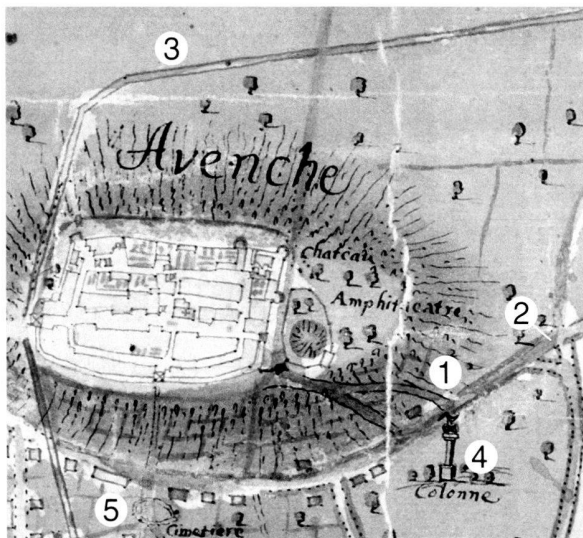 3
Avenche
Chateau
Amphiteatre
2
1
4
Colonne
5
Cimetiere